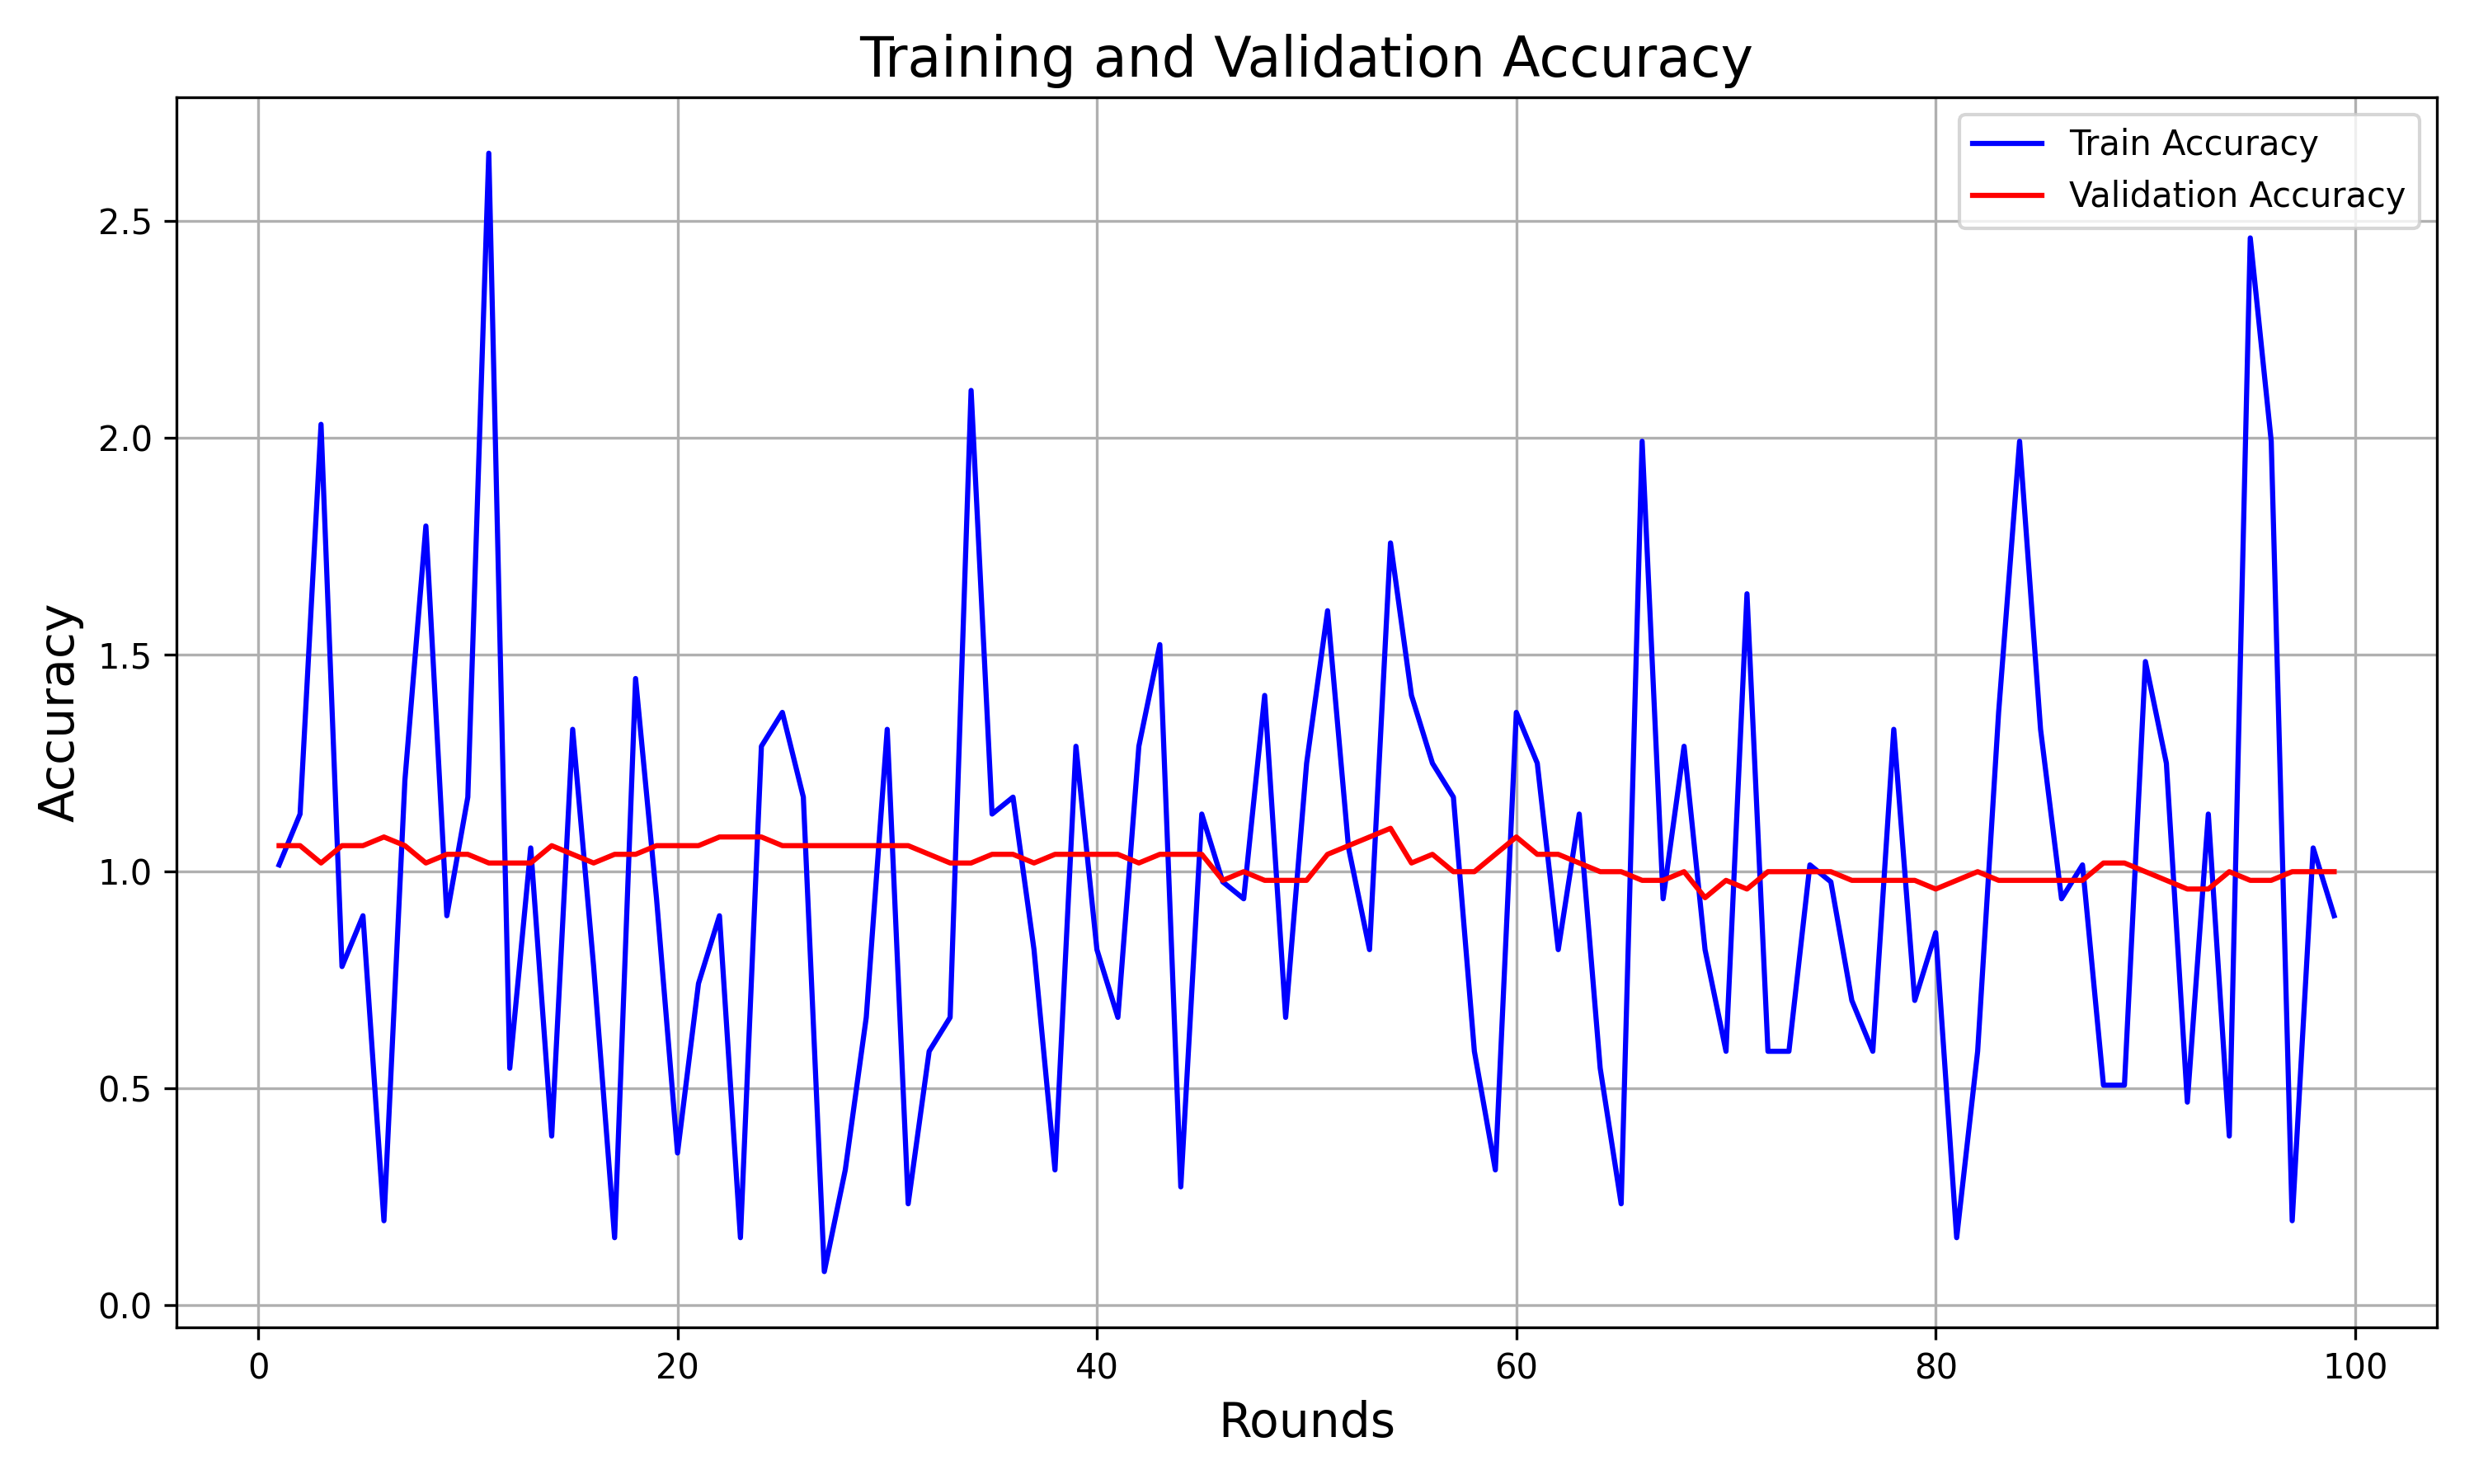 Training and Validation Accuracy
Train Accuracy
Validation Accuracy
Accuracy
2.5
2.0
1.5
1.0
0.5
0.0
0 20 40 60 80 100
Rounds